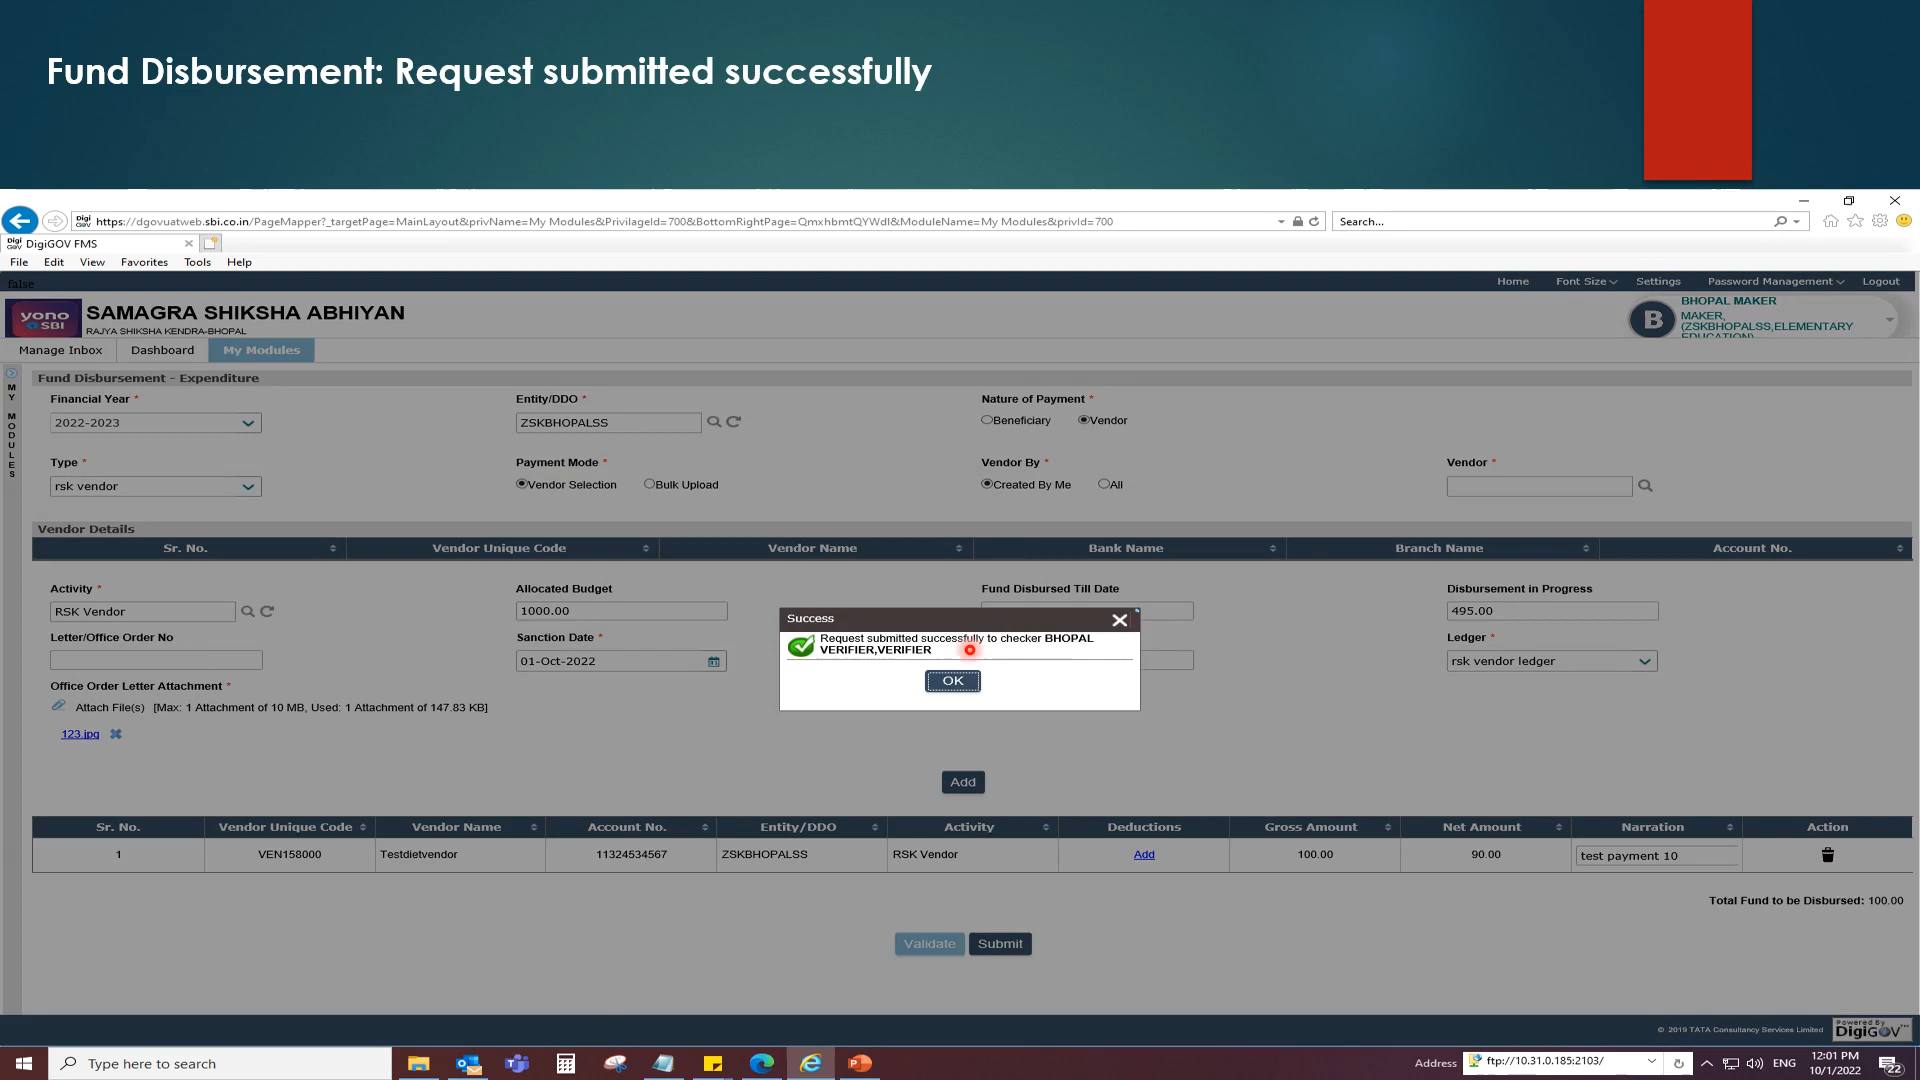 Fund Disbursement: Request submitted successfully
https://dgovuatweb.sbi.co.in/PageMapper?_targetPage=MainLayout&privName=My Modules&PrivilageId=700&BottomRightPage=QmxhbmtQYWdl&ModuleName=My Modules&privId=700
Search...
Digi GOV DigiGOV FMS
File Edit View Favorites Tools Help
false
Home Font Size Settings Password Management Logout
yono SBI
SAMAGRA SHIKSHA ABHIYAN
RAJYA SHIKSHA KENDRA-BHOPAL
B
BHOPAL MAKER
MAKER,
(ZSKBHOPALSS,ELEMENTARY
EDUCATION)
Manage Inbox Dashboard My Modules
MY MODULES
Fund Disbursement - Expenditure
Financial Year * Entity/DDO * Nature of Payment *
2022-2023 ZSKBHOPALSS Beneficiary Vendor
Type * Payment Mode * Vendor By * Vendor *
rsk vendor Vendor Selection Bulk Upload Created By Me All
Vendor Details
Sr. No. Vendor Unique Code Vendor Name Bank Name Branch Name Account No.
Activity * Allocated Budget Fund Disbursed Till Date Disbursement in Progress
RSK Vendor 1000.00 495.00
Letter/Office Order No Sanction Date * Ledger *
01-Oct-2022 rsk vendor ledger
Success
Request submitted successfully to checker BHOPAL
VERIFIER,VERIFIER
OK
Office Order Letter Attachment *
Attach File(s) [Max: 1 Attachment of 10 MB, Used: 1 Attachment of 147.83 KB]
123.jpg
Add
Sr. No. Vendor Unique Code Vendor Name Account No. Entity/DDO Activity Deductions Gross Amount Net Amount Narration Action
1 VEN158000 Testdietvendor 11324534567 ZSKBHOPALSS RSK Vendor Add 100.00 90.00 test payment 10
Total Fund to be Disbursed: 100.00
Validate Submit
© 2019 TATA Consultancy Services Limited
Powered By
DigiGOV™
Type here to search
Address ftp://10.31.0.185:2103/
ENG
12:01 PM
10/1/2022
22